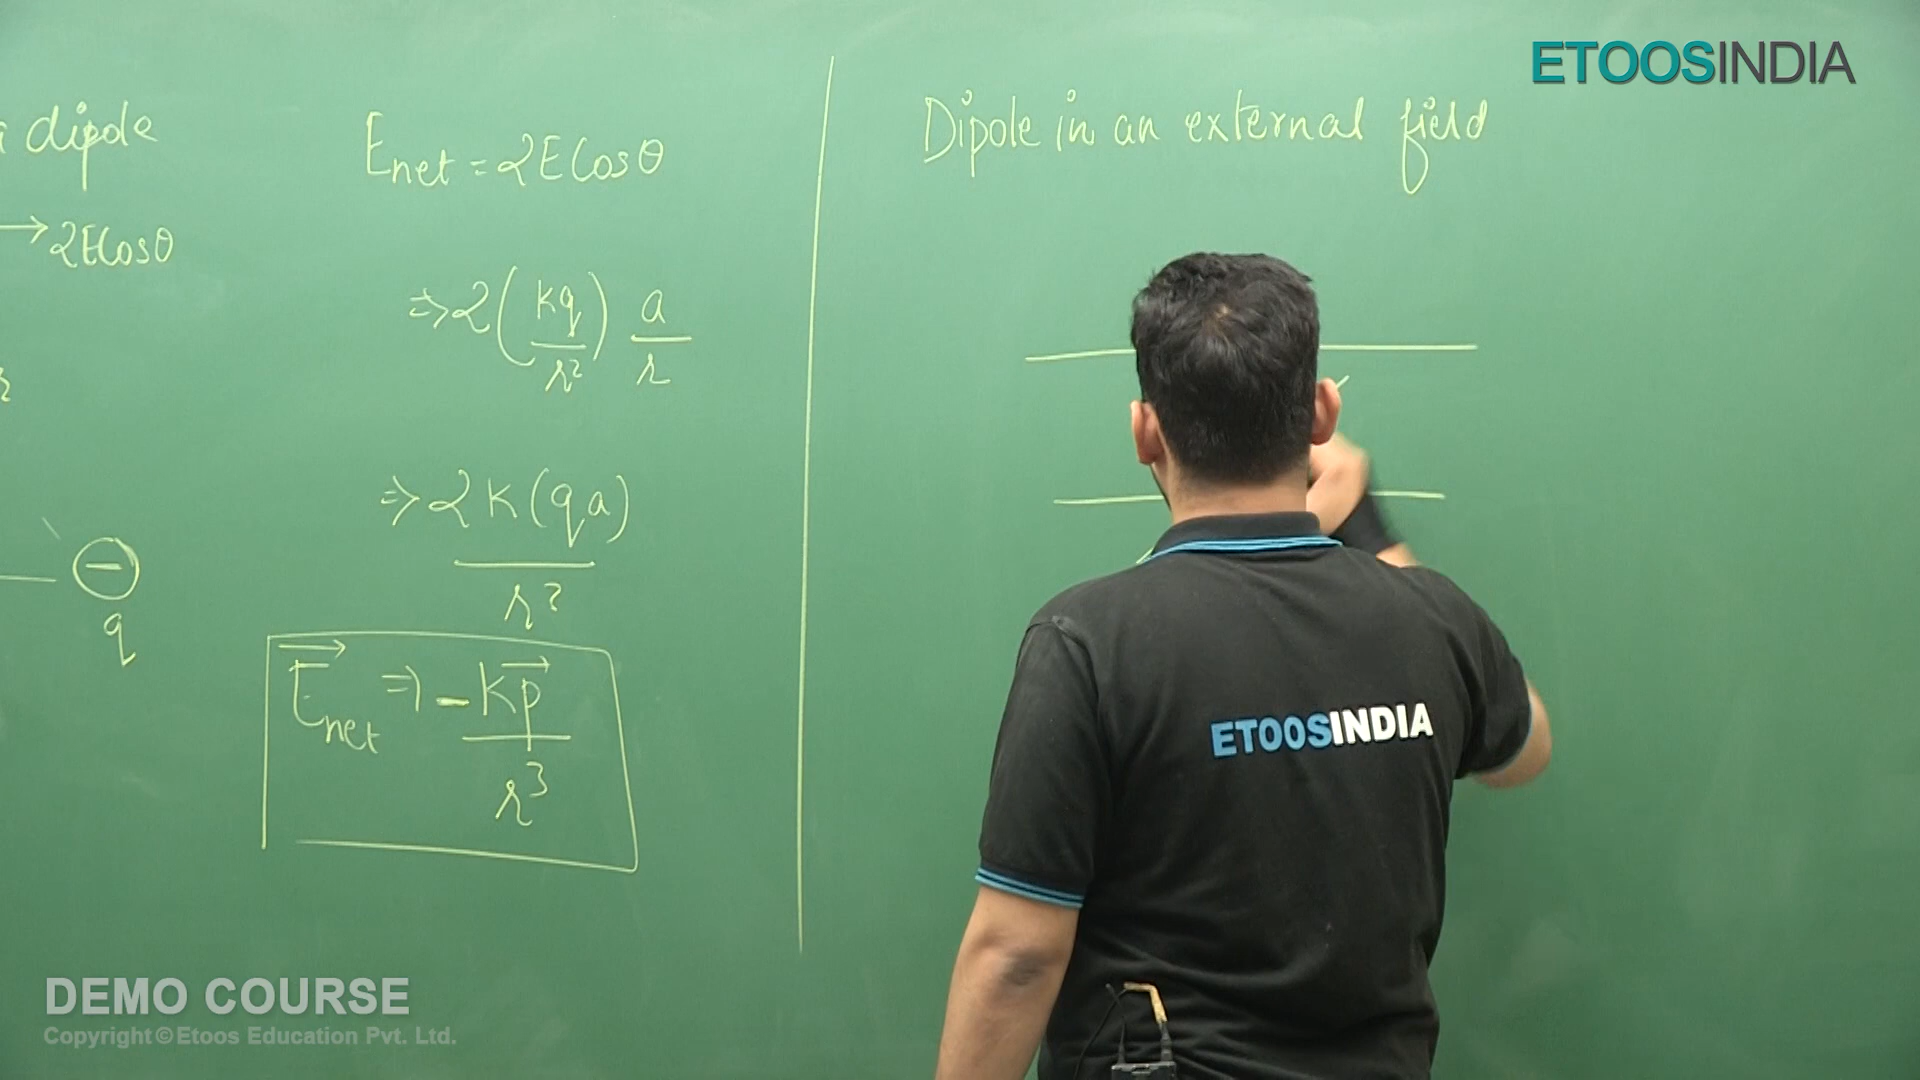 ETOOSINDIA
dipole
→ 2ECosθ
−
q
Enet = 2ECosθ
⇒ 2 (kq/r²) a/r
⇒ 2K(qa)
r³
E⃗net ⇒ -Kp⃗
r³
Dipole in an external field
ETOOSINDIA
DEMO COURSE
Copyright © Etoos Education Pvt. Ltd.